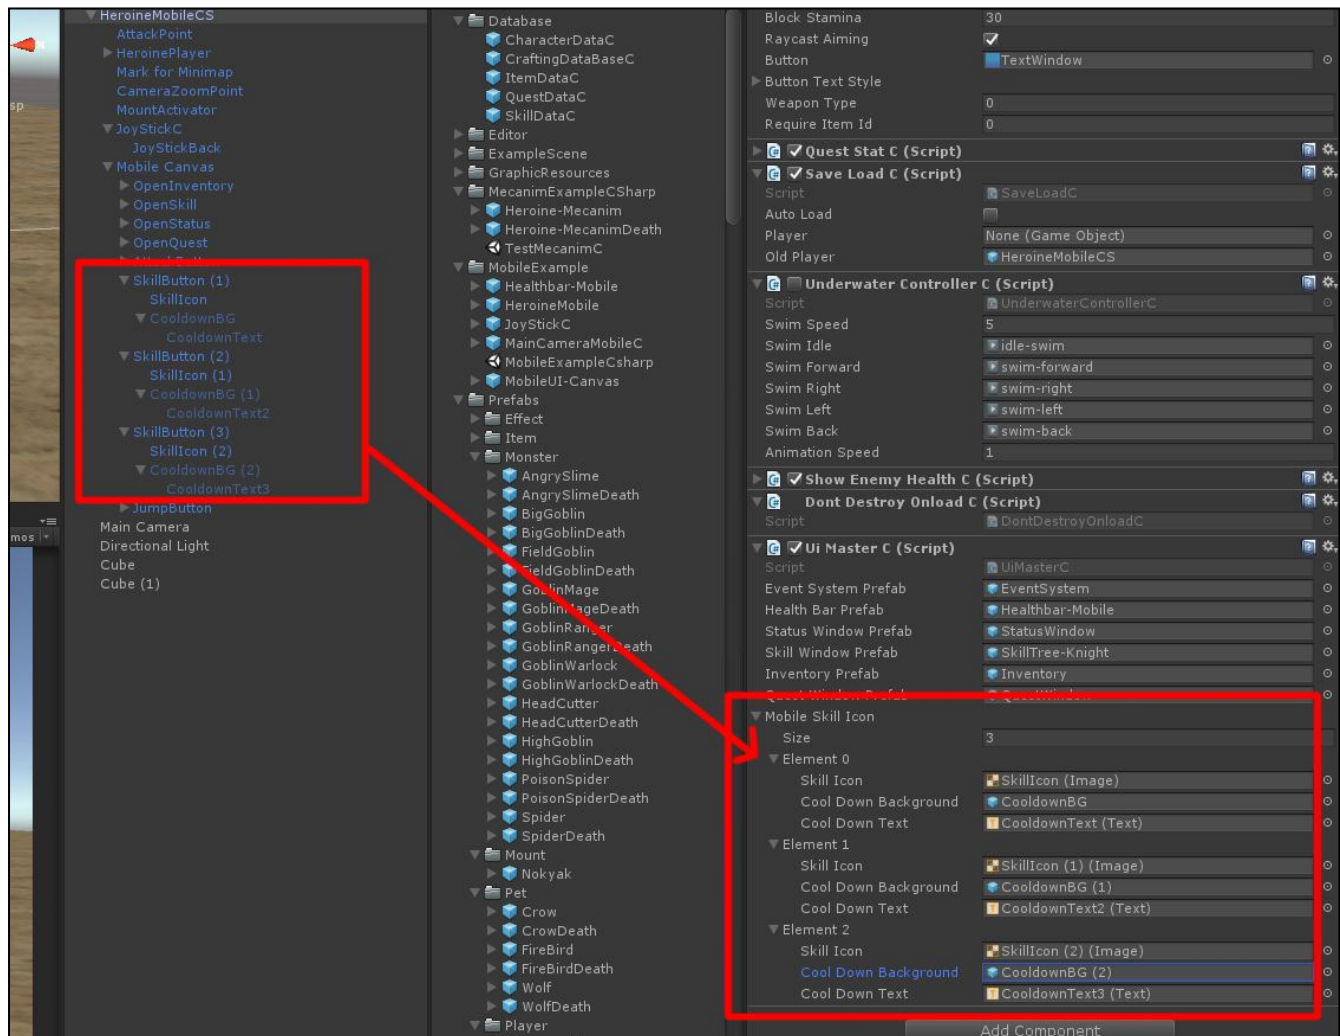 sp
mos
HeroineMobileCS
AttackPoint
HeroinePlayer
Mark for Minimap
CameraZoomPoint
MountActivator
JoyStickC
JoyStickBack
Mobile Canvas
OpenInventory
OpenSkill
OpenStatus
OpenQuest
SkillButton (1)
SkillIcon
CooldownBG
CooldownText
SkillButton (2)
SkillIcon (1)
CooldownBG (1)
CooldownText2
SkillButton (3)
SkillIcon (2)
CooldownBG (2)
CooldownText3
JumpButton
Main Camera
Directional Light
Cube
Cube (1)
Database
CharacterDataC
CraftingDataBaseC
ItemDataC
QuestDataC
SkillDataC
Editor
ExampleScene
GraphicResources
MecanimExampleCSharp
Heroine-Mecanim
Heroine-MecanimDeath
TestMecanimC
MobileExample
Healthbar-Mobile
HeroineMobile
JoyStickC
MainCameraMobileC
MobileExampleCsharp
MobileUI-Canvas
Prefabs
Effect
Item
Monster
AngrySlime
AngrySlimeDeath
BigGoblin
BigGoblinDeath
FieldGoblin
FieldGoblinDeath
GoblinMage
GoblinMageDeath
GoblinRanger
GoblinRangerDeath
GoblinWarlock
GoblinWarlockDeath
HeadCutter
HeadCutterDeath
HighGoblin
HighGoblinDeath
PoisonSpider
PoisonSpiderDeath
Spider
SpiderDeath
Mount
Nokyak
Pet
Crow
CrowDeath
FireBird
FireBirdDeath
Wolf
WolfDeath
Player
Block Stamina 30
Raycast Aiming
Button TextWindow
Button Text Style
Weapon Type 0
Require Item Id 0
Quest Stat C (Script)
Save Load C (Script)
Script SaveLoadC
Auto Load
Player None (Game Object)
Old Player HeroineMobileCS
Underwater Controller C (Script)
Script UnderwaterControllerC
Swim Speed 5
Swim Idle idle-swim
Swim Forward swim-forward
Swim Right swim-right
Swim Left swim-left
Swim Back swim-back
Animation Speed 1
Show Enemy Health C (Script)
Dont Destroy Onload C (Script)
Script DontDestroyOnloadC
Ui Master C (Script)
Script UiMasterC
Event System Prefab EventSystem
Health Bar Prefab Healthbar-Mobile
Status Window Prefab StatusWindow
Skill Window Prefab SkillTree-Knight
Inventory Prefab Inventory
Quest Window Prefab QuestWindow
Mobile Skill Icon
Size 3
Element 0
Skill Icon SkillIcon (Image)
Cool Down Background CooldownBG
Cool Down Text CooldownText (Text)
Element 1
Skill Icon SkillIcon (1) (Image)
Cool Down Background CooldownBG (1)
Cool Down Text CooldownText2 (Text)
Element 2
Skill Icon SkillIcon (2) (Image)
Cool Down Background CooldownBG (2)
Cool Down Text CooldownText3 (Text)
Add Component